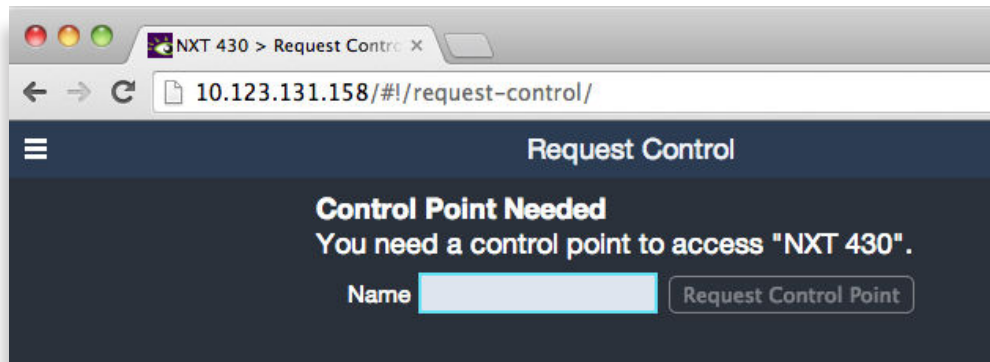 NXT 430 > Request Contro
10.123.131.158/#!/request-control/
Request Control
Control Point Needed
You need a control point to access "NXT 430".
Name Request Control Point